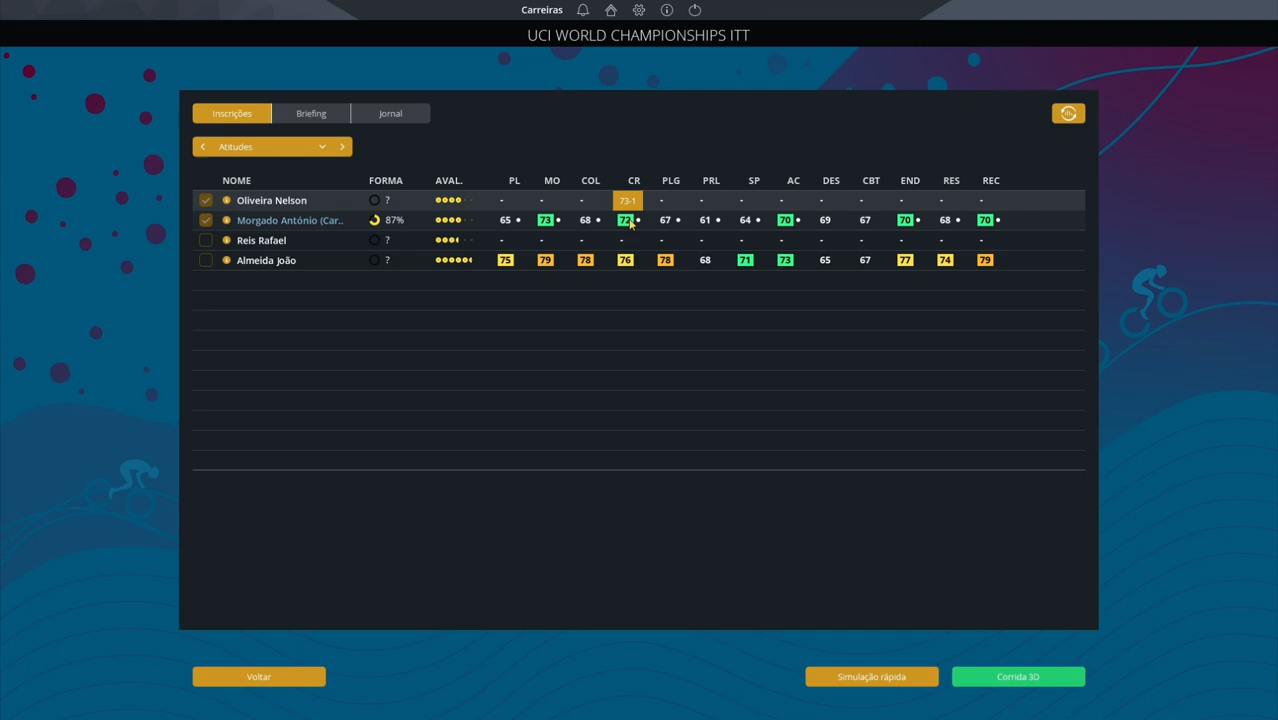 Carreiras
UCI WORLD CHAMPIONSHIPS ITT
Inscrições Briefing Jornal
Atitudes
NOME FORMA AVAL. PL MO COL CR PLG PRL SP AC DES CBT END RES REC
Oliveira Nelson ? - - - 73-1 - - - - - - - - -
Morgado António (Car.. 87% 65 73 68 72 67 61 64 70 69 67 70 68 70
Reis Rafael ? - - - - - - - - - - - - -
Almeida João ? 75 79 78 76 78 68 71 73 65 67 77 74 79
Voltar Simulação rápida Corrida 3D